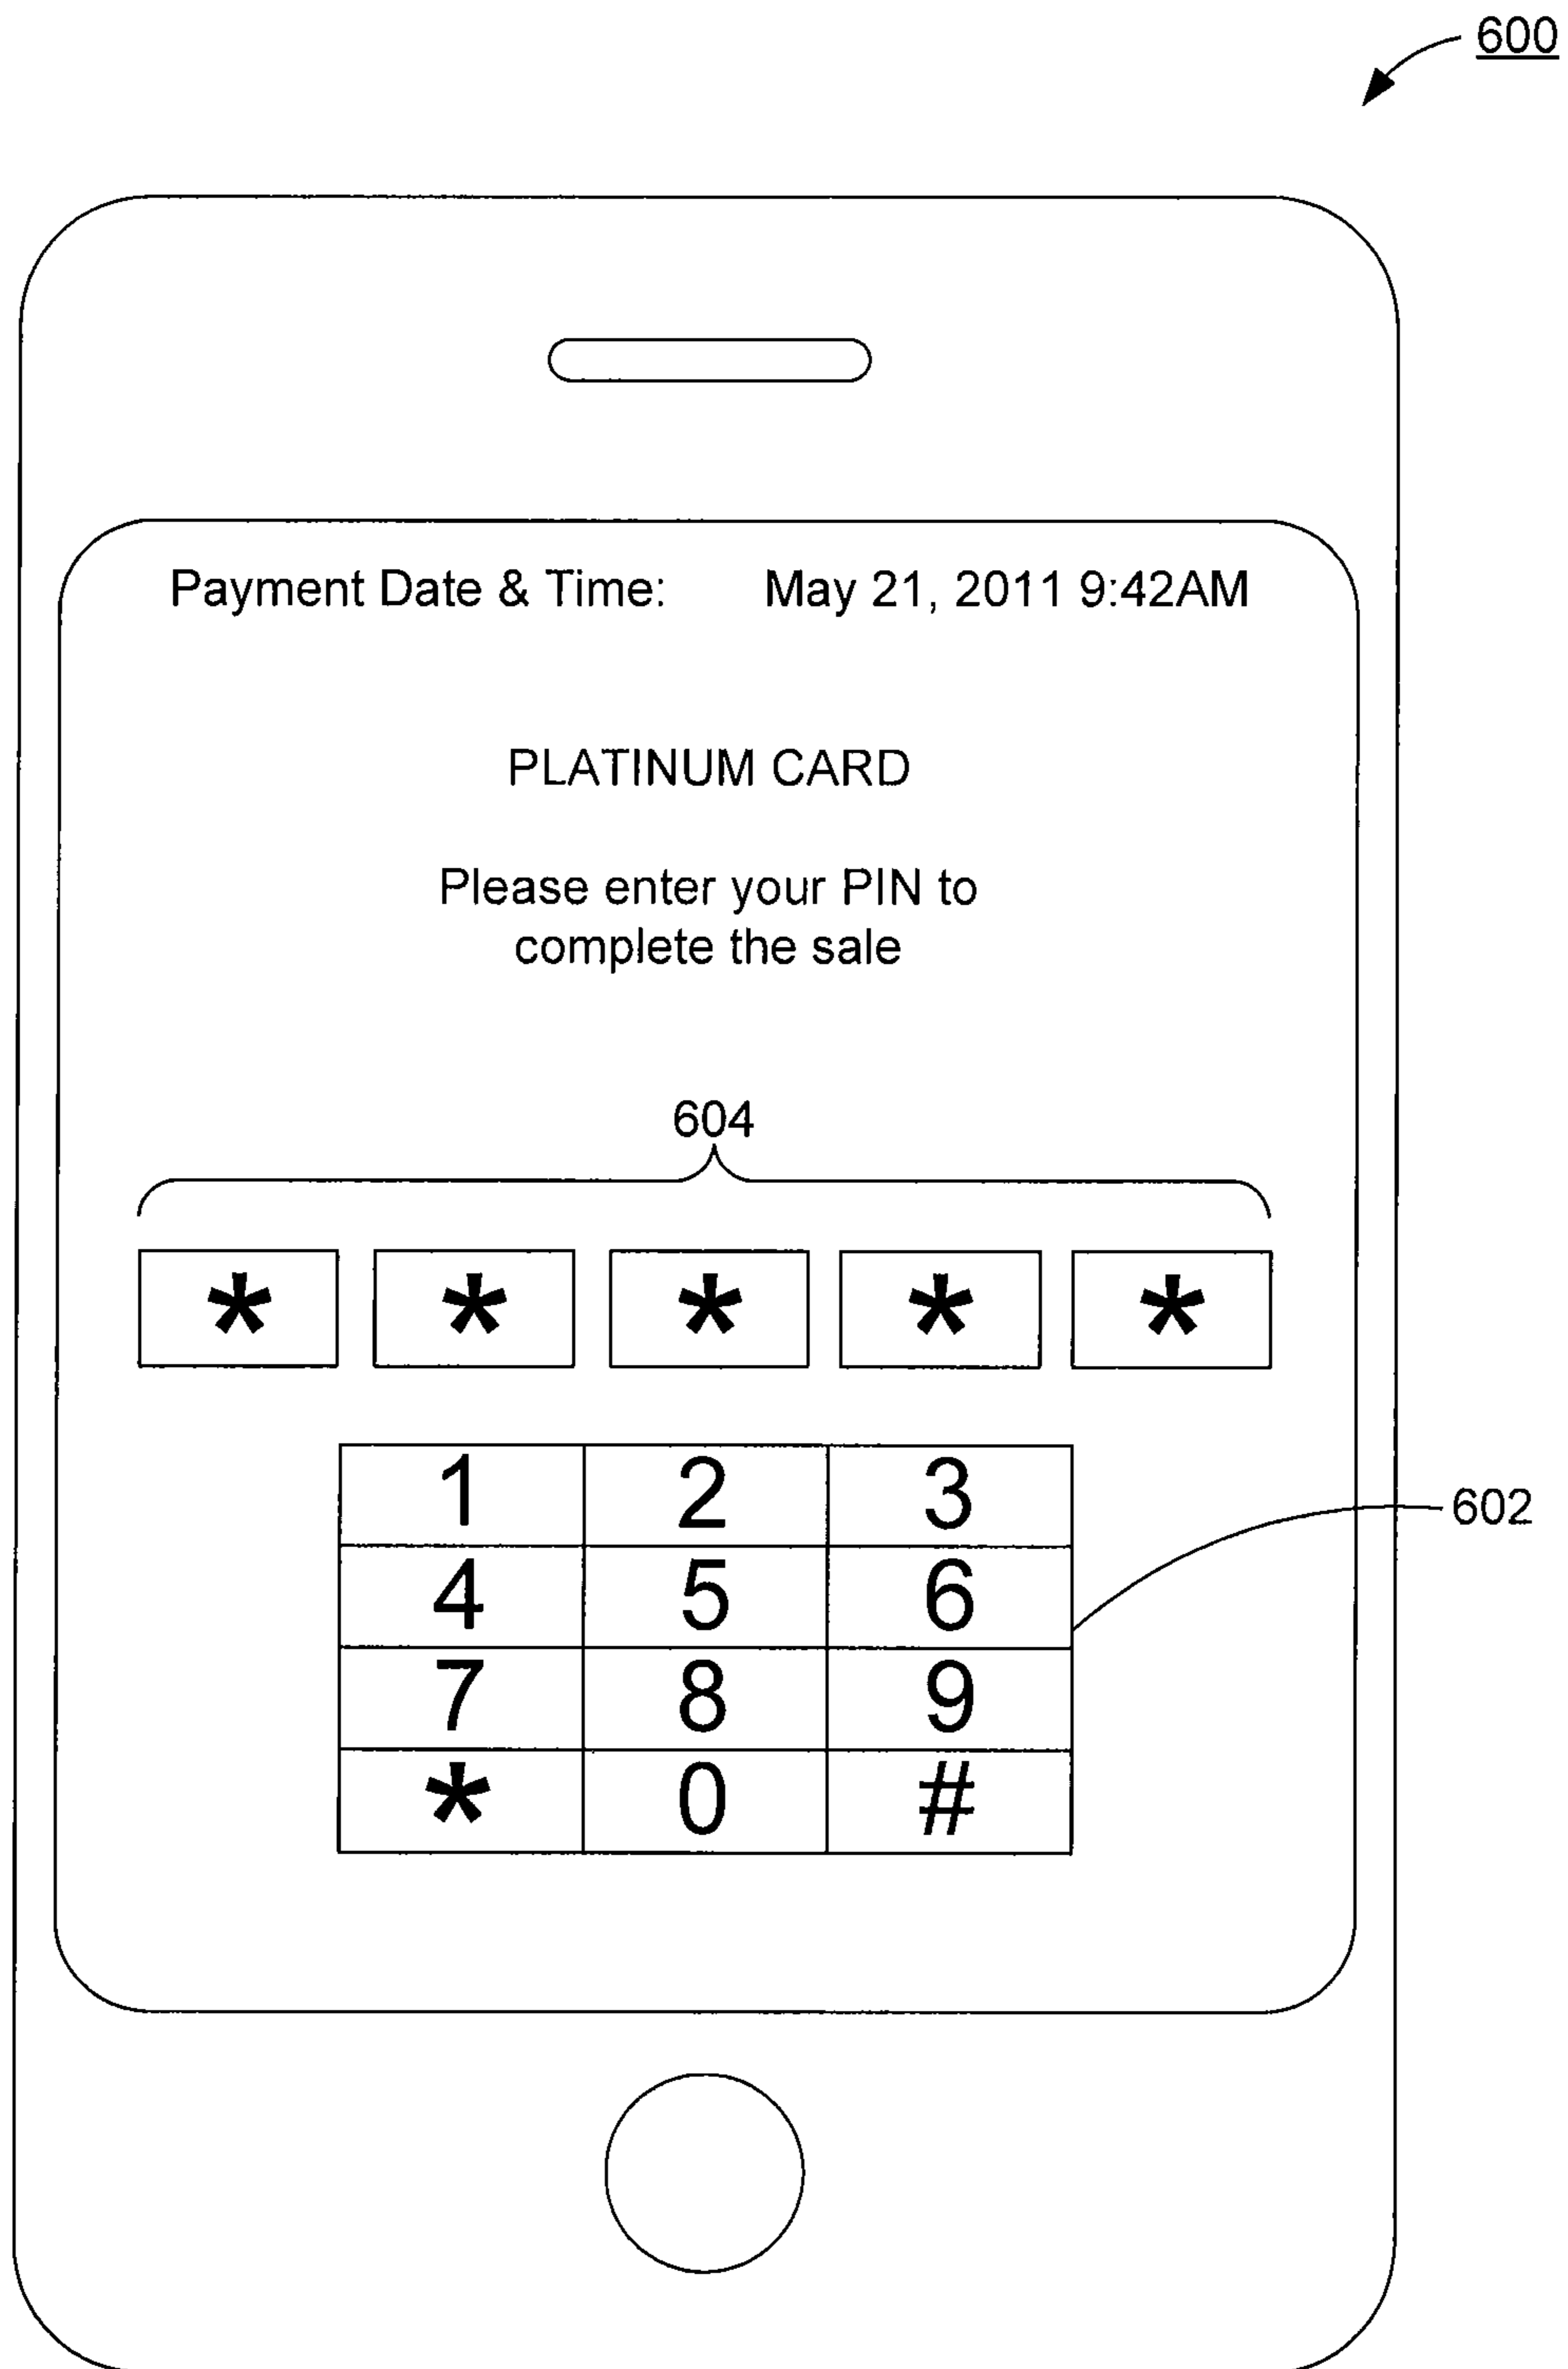 600
Payment Date & Time: May 21, 2011 9:42AM
PLATINUM CARD
Please enter your PIN to
complete the sale
604
* * * * *
1 2 3
602
4 5 6
7 8 9
* 0 #